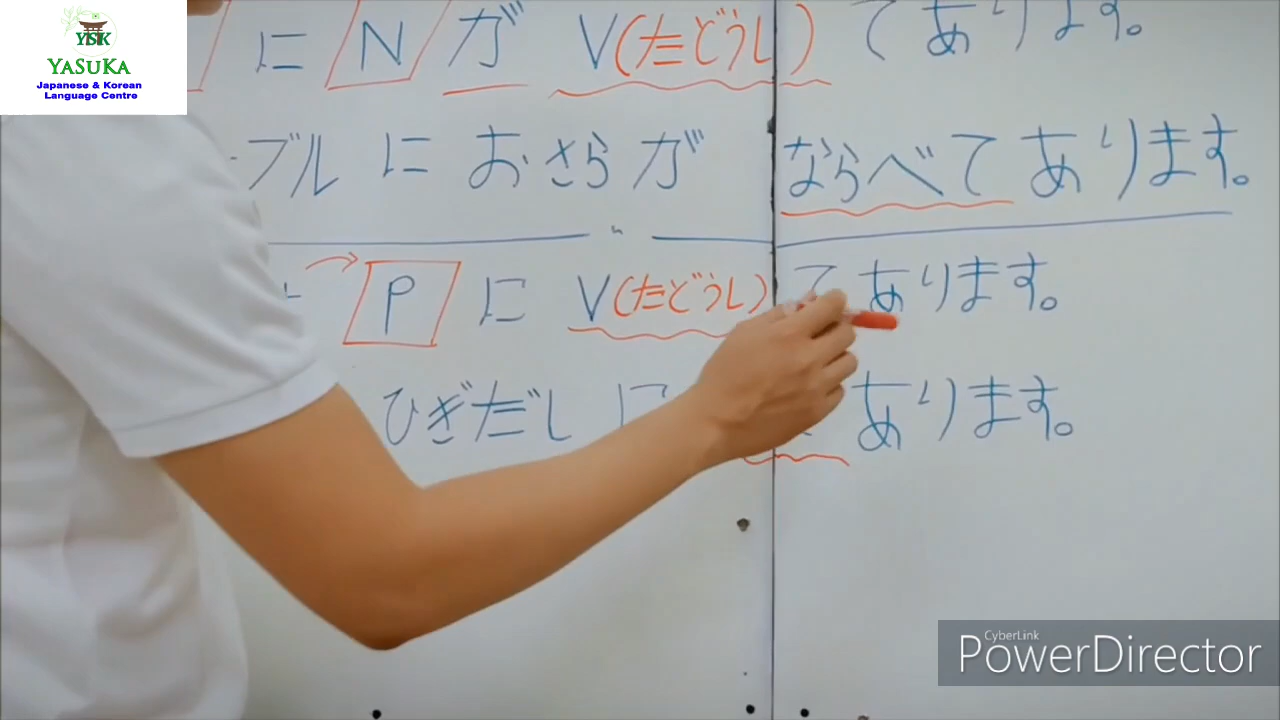 YSK
YASUKA
Japanese & Korean
Language Centre
に N が V(たどうし) てあります。
ブル に おさらが ならべて あります。
P に V(たどうし) て あります。
ひぎだし に あります。
CyberLink
PowerDirector